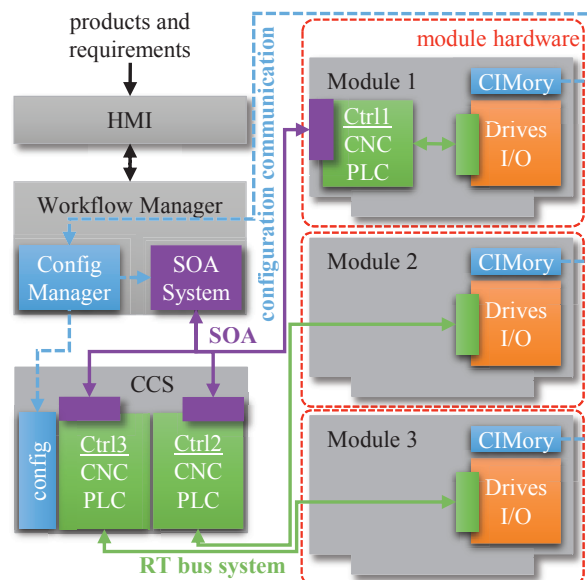 products and
requirements
HMI
Workflow Manager
Config
Manager
SOA
System
SOA
configuration communication
CCS
config
Ctrl3
CNC
PLC
Ctrl2
CNC
PLC
RT bus system
module hardware
Module 1
CIMory
Ctrl1
CNC
PLC
Drives
I/O
Module 2
CIMory
Drives
I/O
Module 3
CIMory
Drives
I/O